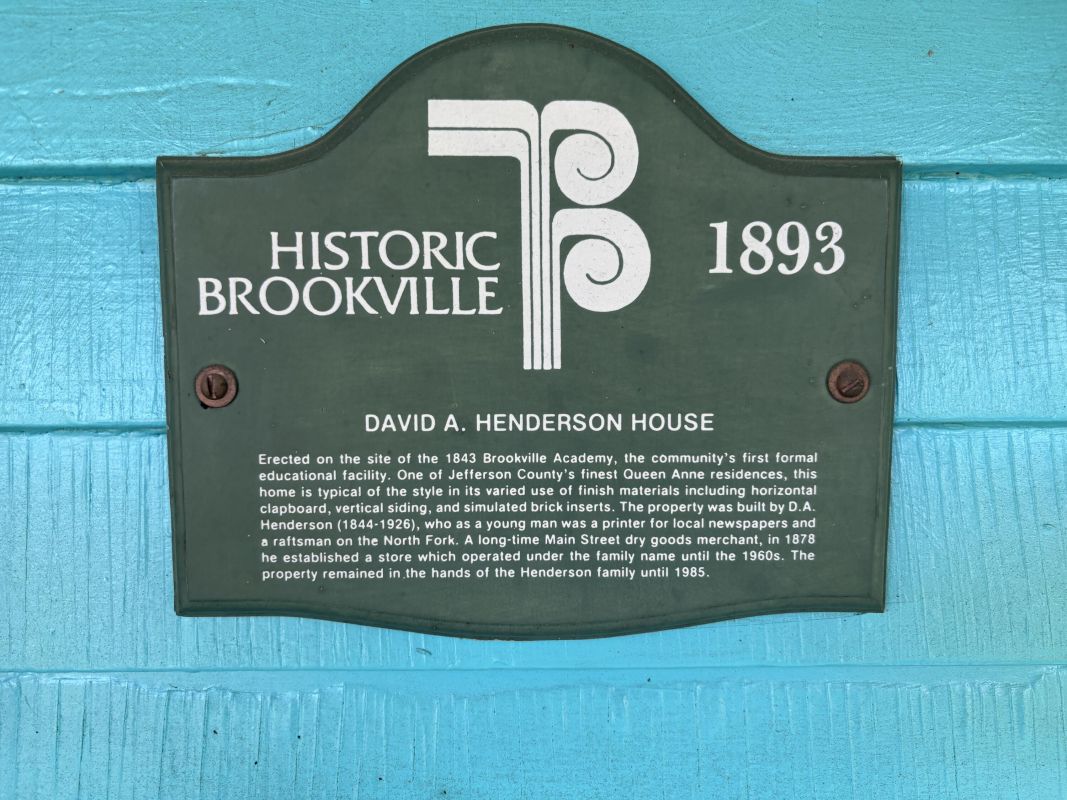 HISTORIC
BROOKVILLE
1893
DAVID A. HENDERSON HOUSE
Erected on the site of the 1843 Brookville Academy, the community's first formal
educational facility. One of Jefferson County's finest Queen Anne residences, this
home is typical of the style in its varied use of finish materials including horizontal
clapboard, vertical siding, and simulated brick inserts. The property was built by D.A.
Henderson (1844-1926), who as a young man was a printer for local newspapers and
a raftsman on the North Fork. A long-time Main Street dry goods merchant, in 1878
he established a store which operated under the family name until the 1960s. The
property remained in the hands of the Henderson family until 1985.